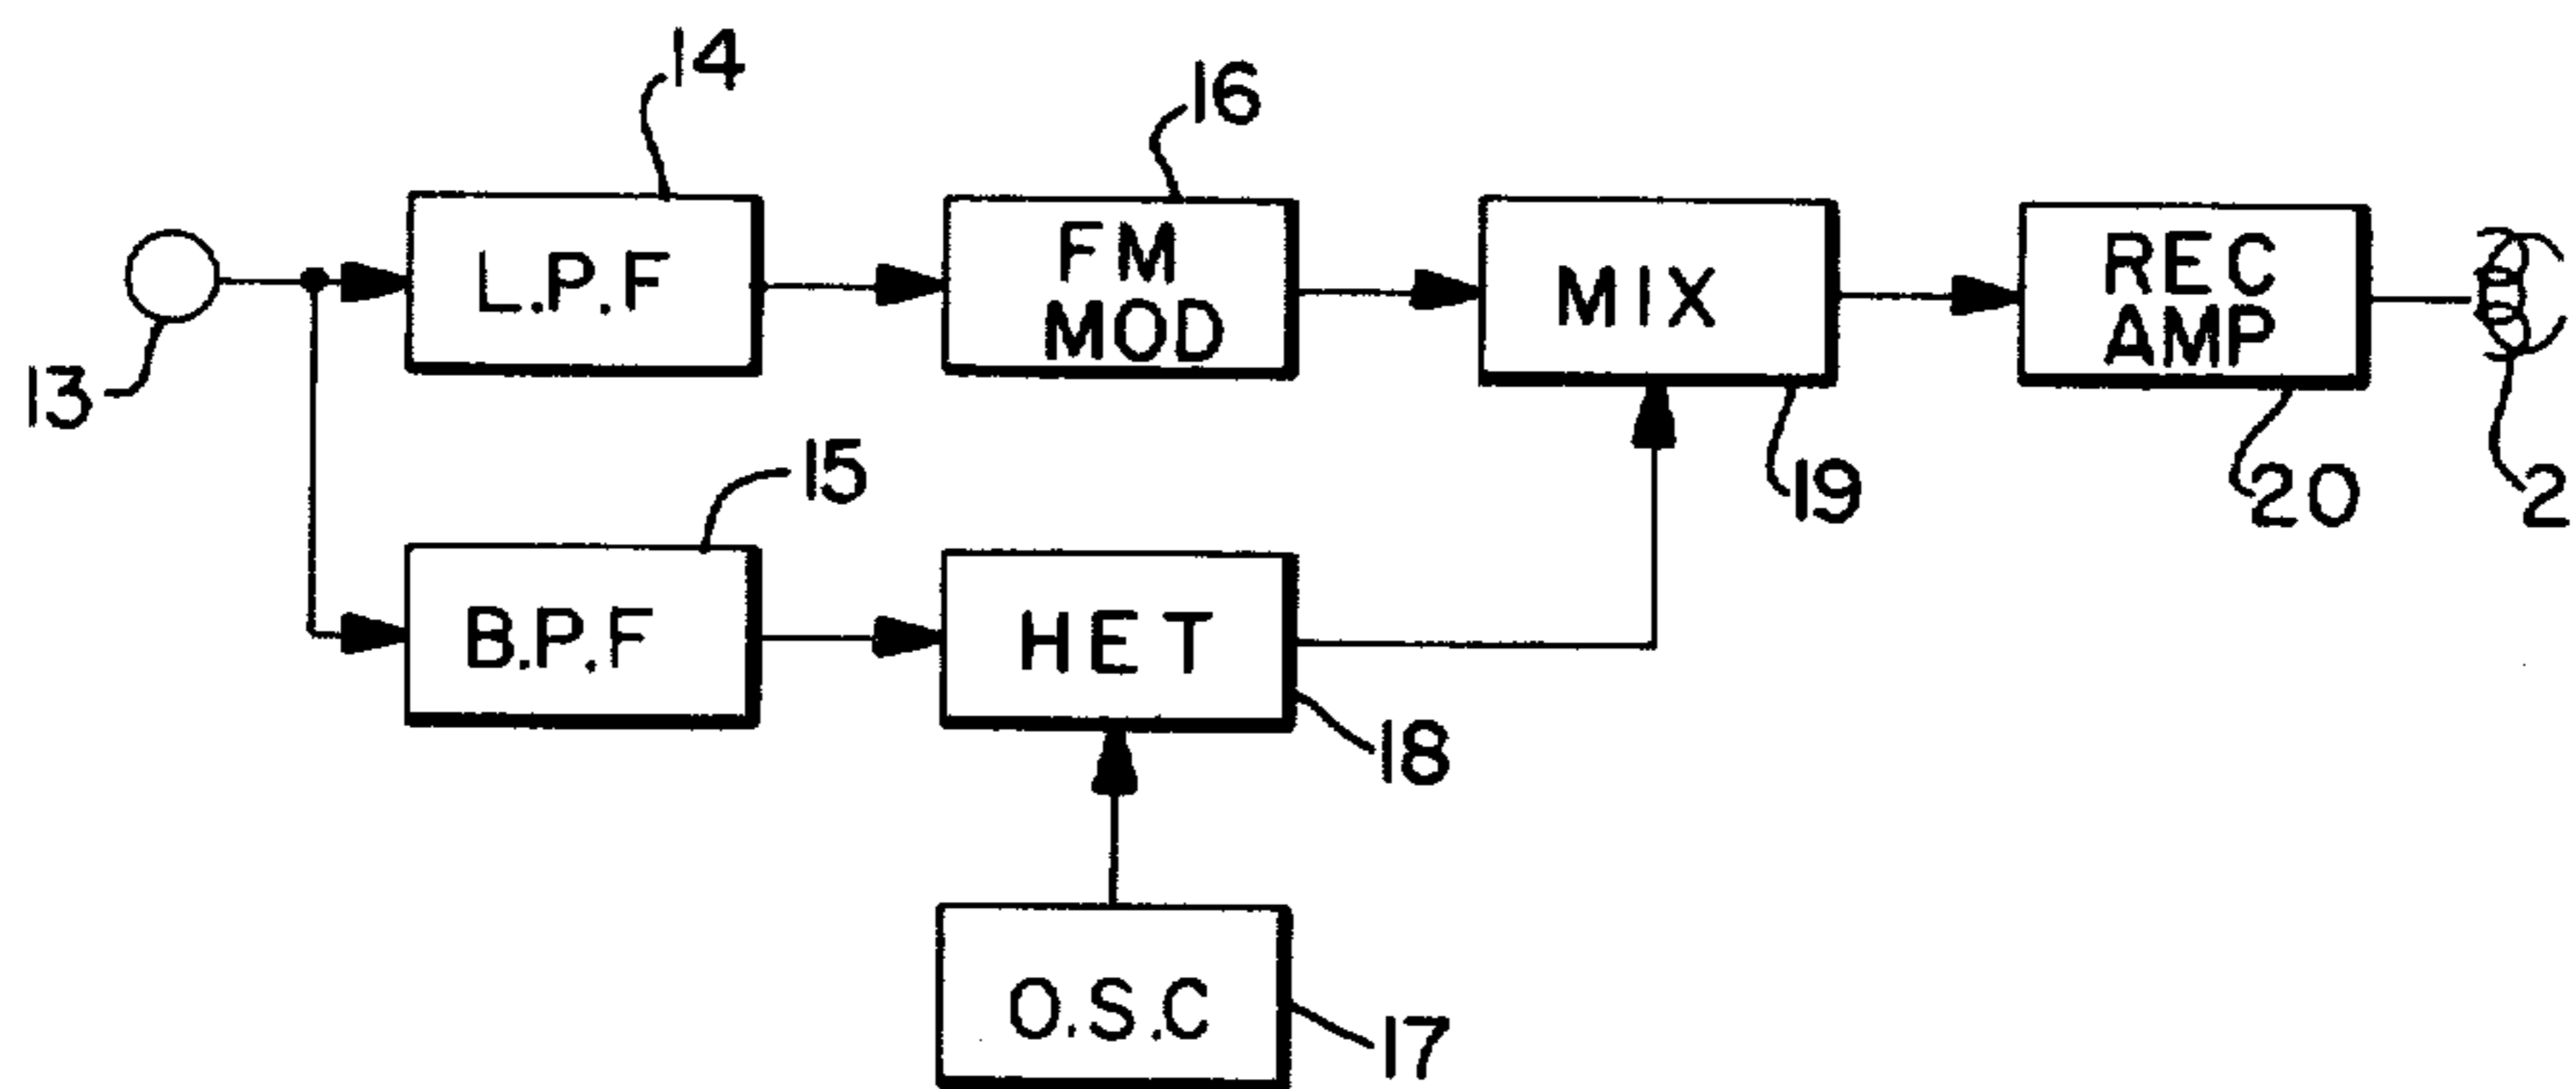 14
16
L.P.F
FM
MOD
MIX
REC
AMP
13
15
19
20
2
B.P.F
HET
18
O.S.C
17